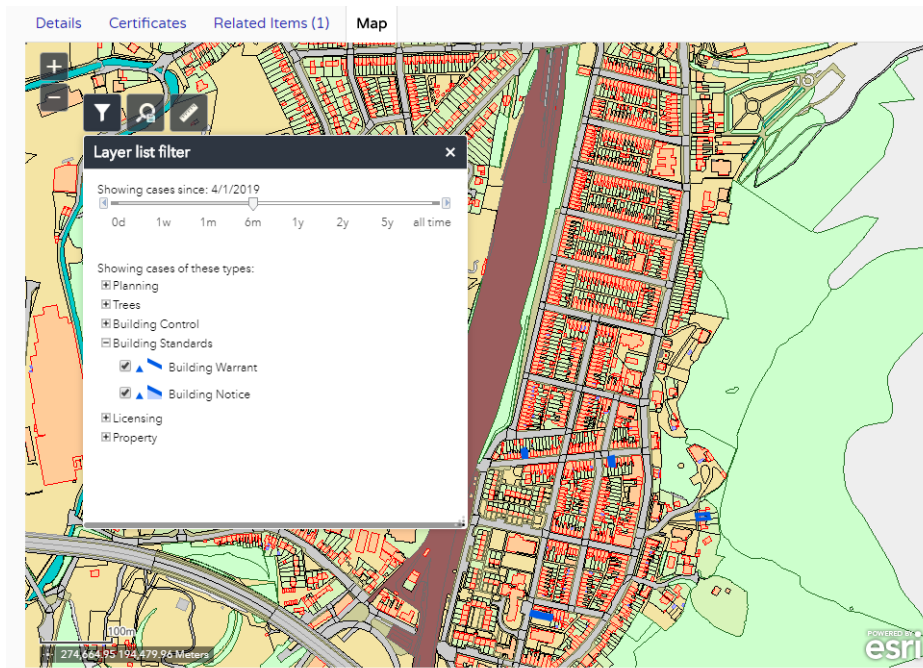 Details Certificates Related Items (1) Map
+
−
Layer list filter ×
Showing cases since: 4/1/2019
0d 1w 1m 6m 1y 2y 5y all time
Showing cases of these types:
Planning
Trees
Building Control
Building Standards
Building Warrant
Building Notice
Licensing
Property
100m
274,664.95 194,479.96 Meters
POWERED BY
esri